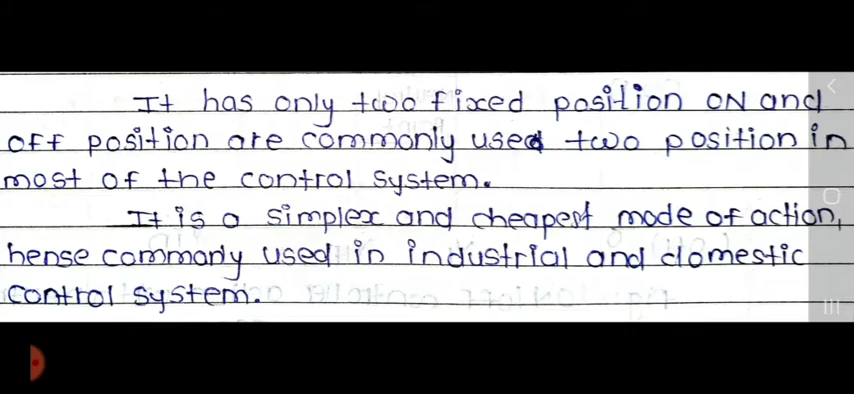 It has only two fixed position ON and
OFF position are commonly used two position in
most of the control system.
It is a simplex and cheapest mode of action,
hense commonly used in industrial and domestic
control system.